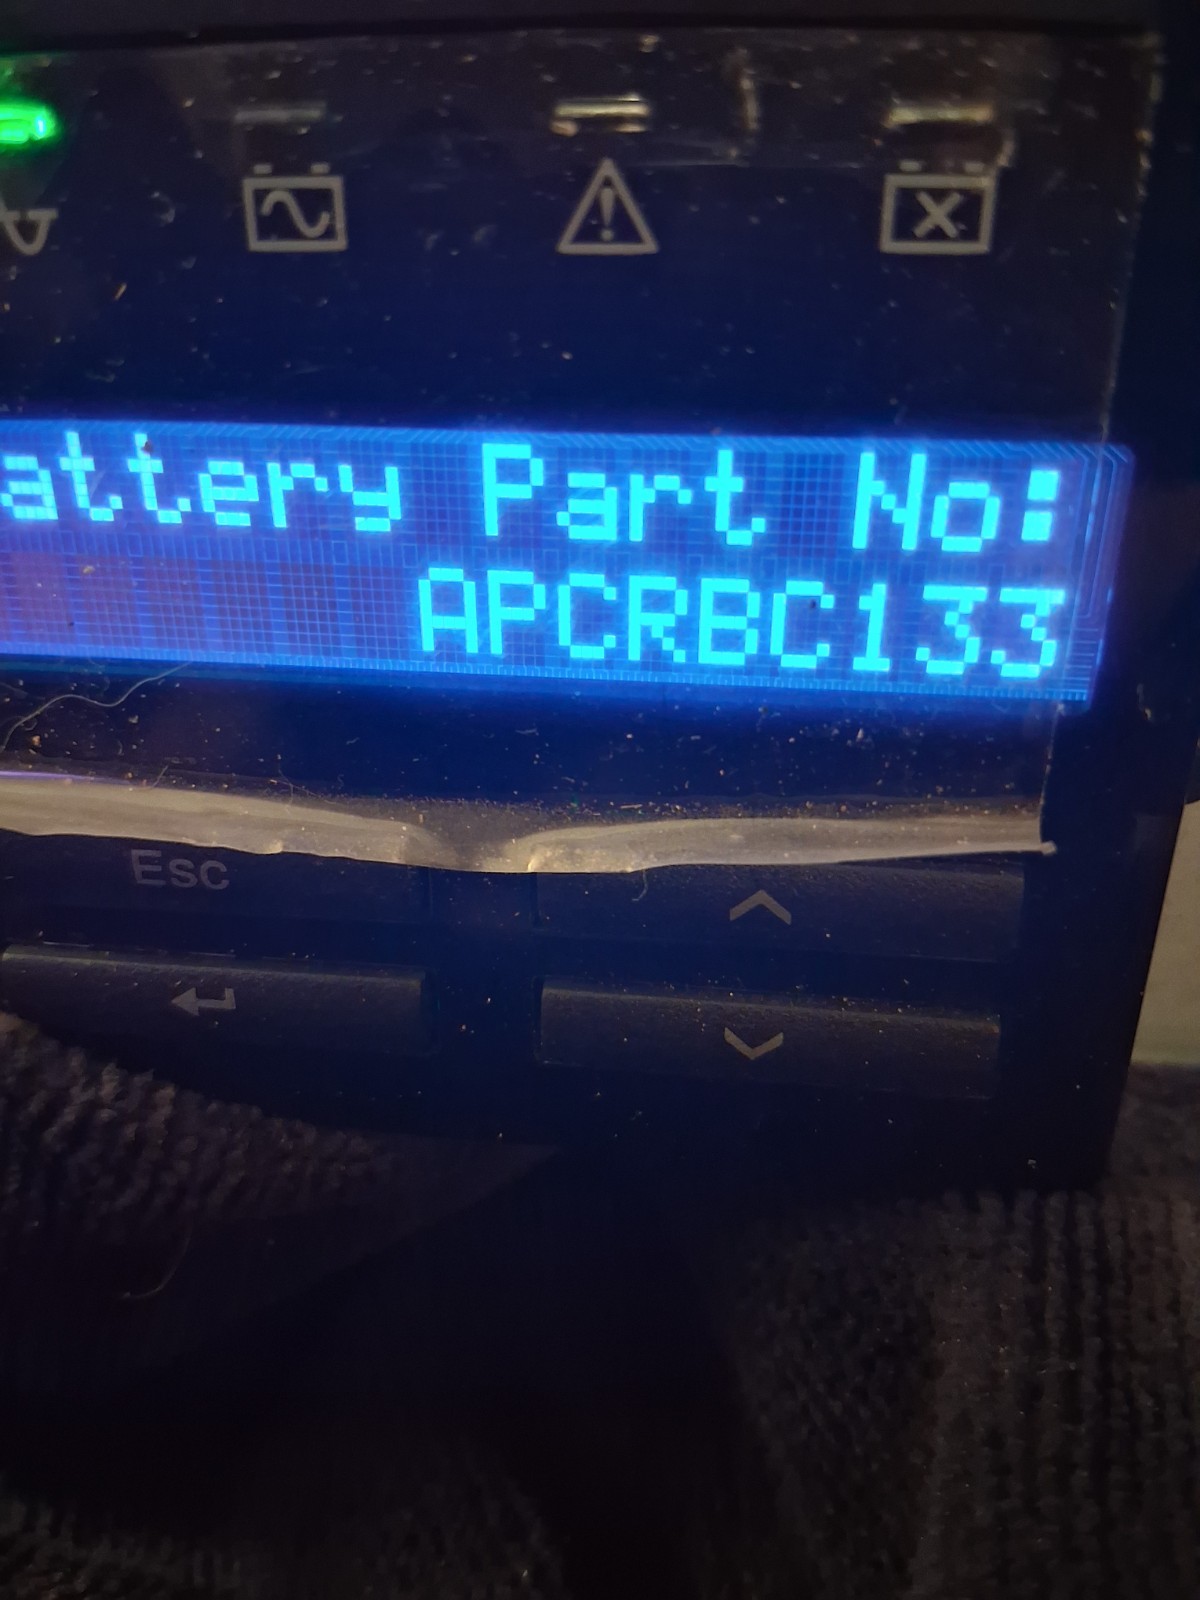 attery Part No:
APCRBC133
Esc